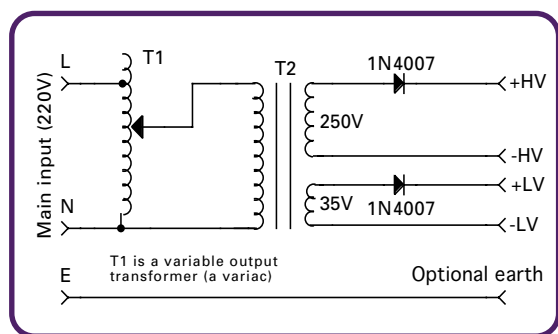 L
T1
T2
1N4007
+HV
250V
-HV
Main input (220V)
+LV
35V
1N4007
-LV
N
T1 is a variable output
transformer (a variac)
E
Optional earth